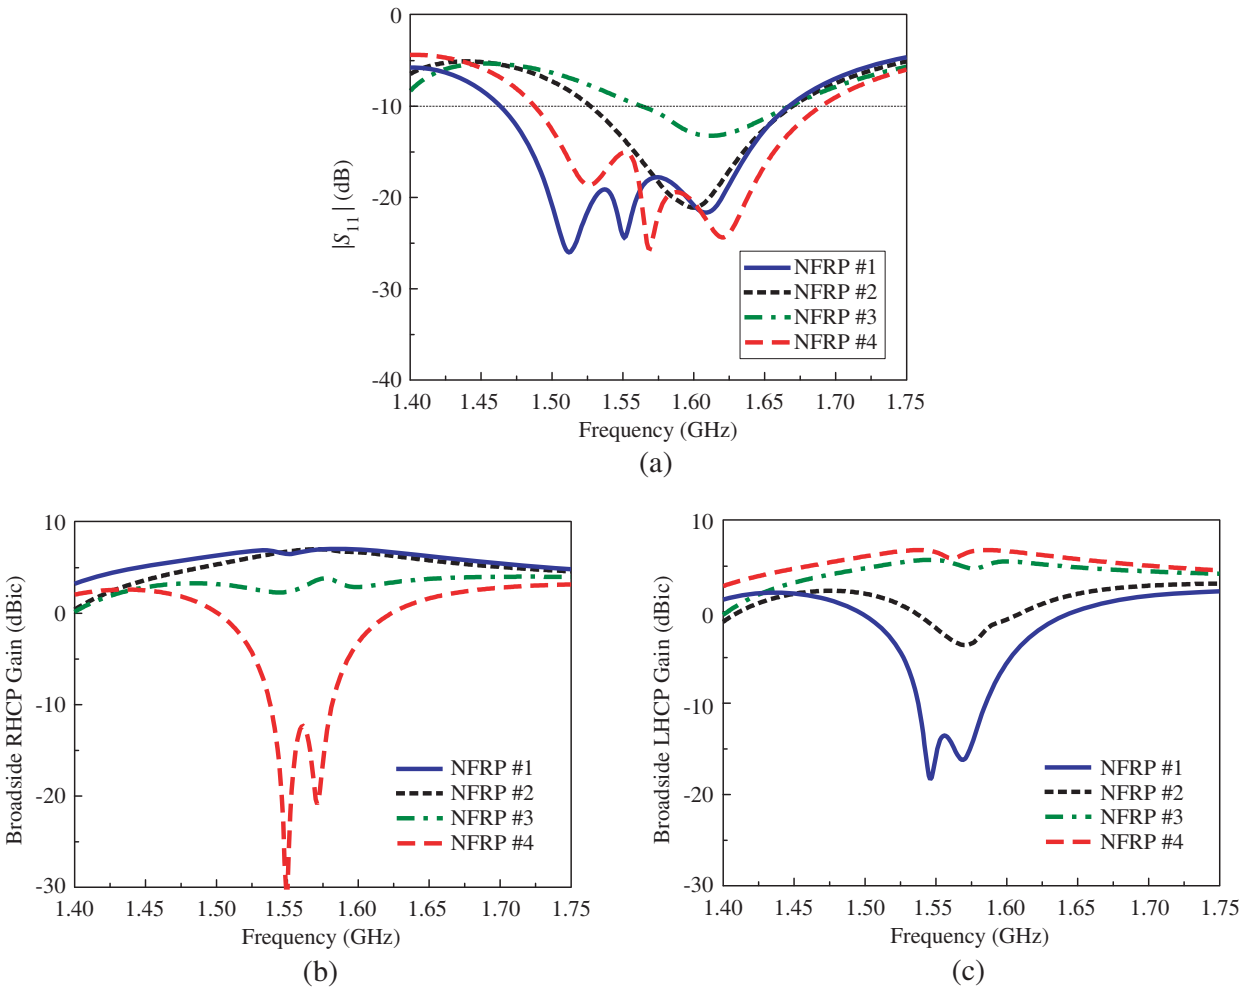 0
-10
-20
-30
-40
|S11| (dB)
NFRP #1
NFRP #2
NFRP #3
NFRP #4
1.40 1.45 1.50 1.55 1.60 1.65 1.70 1.75
Frequency (GHz)
(a)
10
0
-10
-20
-30
Broadside RHCP Gain (dBic)
NFRP #1
NFRP #2
NFRP #3
NFRP #4
1.40 1.45 1.50 1.55 1.60 1.65 1.70 1.75
Frequency (GHz)
(b)
10
0
-10
-20
-30
Broadside LHCP Gain (dBic)
NFRP #1
NFRP #2
NFRP #3
NFRP #4
1.40 1.45 1.50 1.55 1.60 1.65 1.70 1.75
Frequency (GHz)
(c)